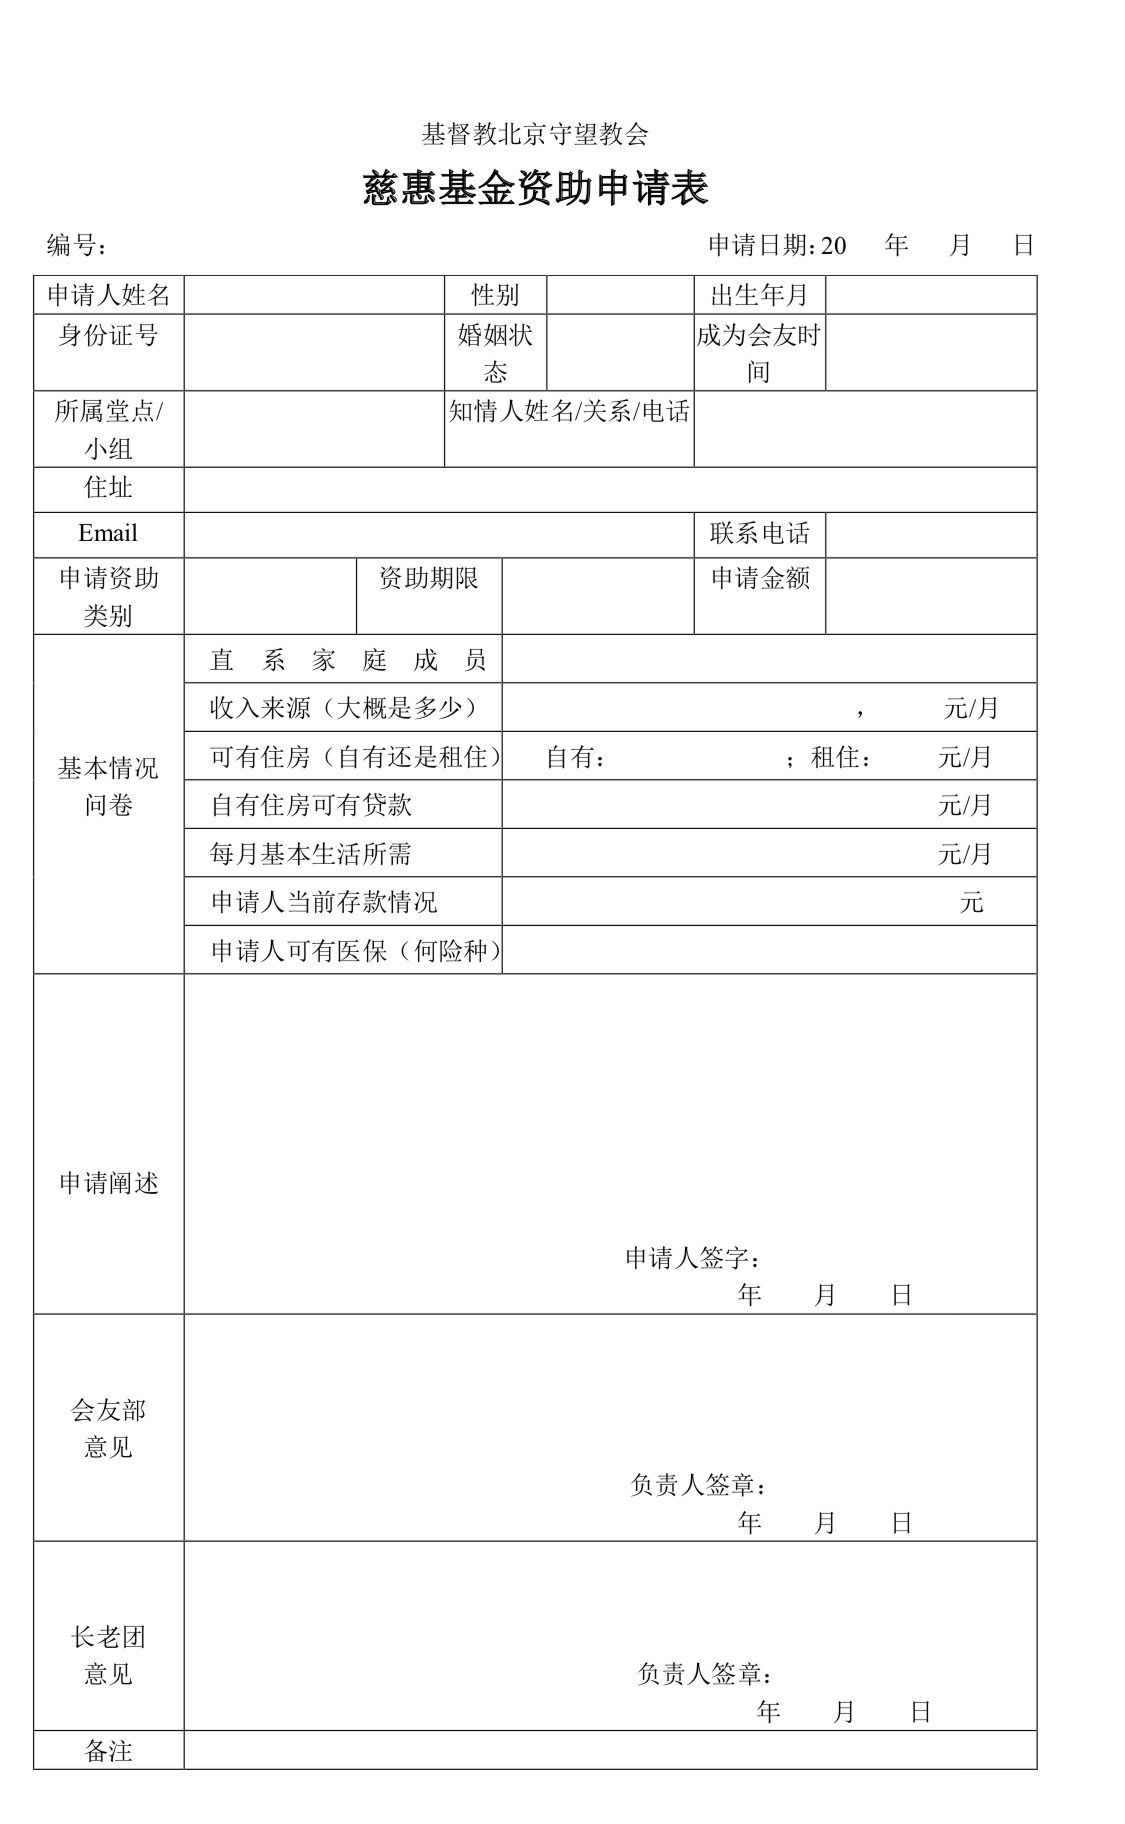 基督教北京守望教会
慈惠基金资助申请表
编号： 申请日期：20 年 月 日
申请人姓名 性别 出生年月
身份证号 婚姻状 成为会友时
态 间
所属堂点/ 知情人姓名/关系/电话
小组
住址
Email 联系电话
申请资助 资助期限 申请金额
类别
直 系 家 庭 成 员
收入来源（大概是多少） ， 元/月
可有住房（自有还是租住） 自有： ；租住： 元/月
基本情况
问卷
自有住房可有贷款 元/月
每月基本生活所需 元/月
申请人当前存款情况 元
申请人可有医保（何险种）
申请阐述
申请人签字：
年 月 日
会友部
意见
负责人签章：
年 月 日
长老团
意见
负责人签章：
年 月 日
备注